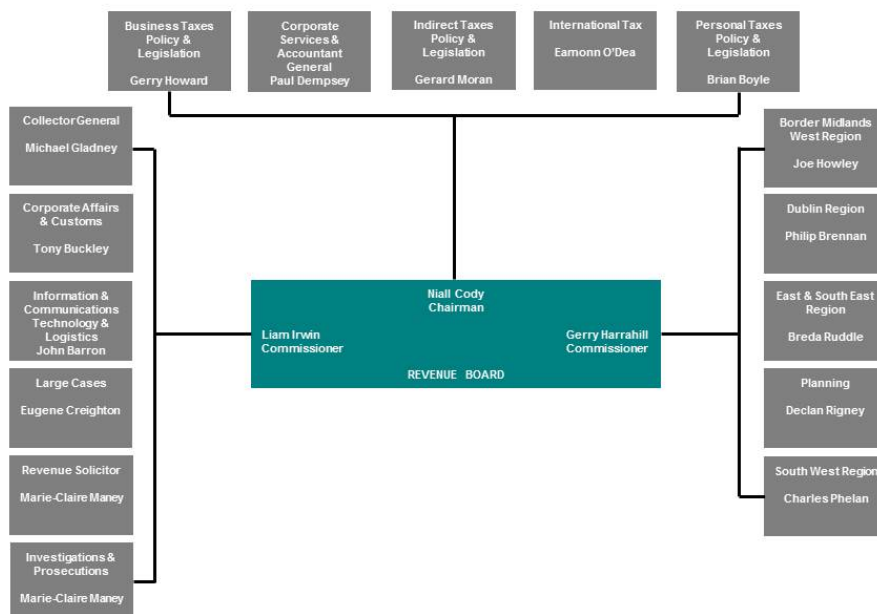 Business Taxes
Policy &
Legislation
Gerry Howard
Corporate
Services &
Accountant
General
Paul Dempsey
Indirect Taxes
Policy &
Legislation
Gerard Moran
International Tax
Eamonn O'Dea
Personal Taxes
Policy &
Legislation
Brian Boyle
Collector General
Michael Gladney
Corporate Affairs
& Customs
Tony Buckley
Information &
Communications
Technology &
Logistics
John Barron
Large Cases
Eugene Creighton
Revenue Solicitor
Marie-Claire Maney
Investigations &
Prosecutions
Marie-Claire Maney
Niall Cody
Chairman
Liam Irwin
Commissioner
Gerry Harrahill
Commissioner
REVENUE BOARD
Border Midlands
West Region
Joe Howley
Dublin Region
Philip Brennan
East & South East
Region
Breda Ruddle
Planning
Declan Rigney
South West Region
Charles Phelan